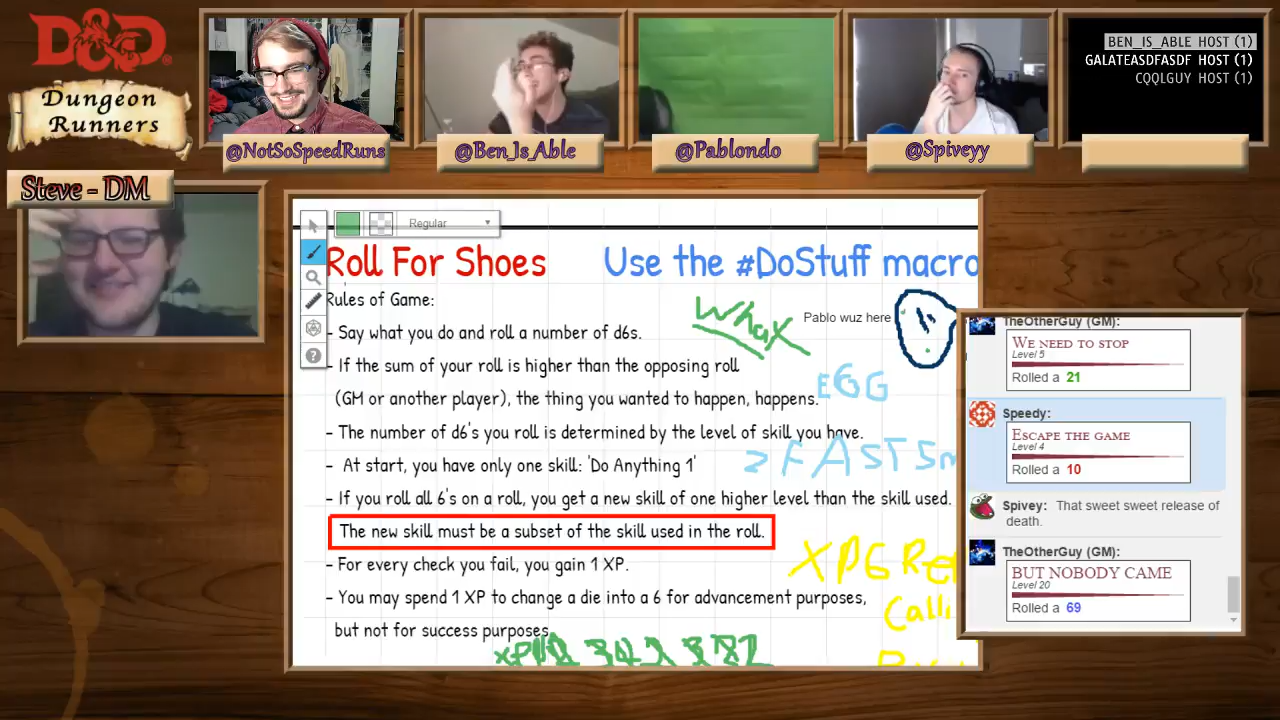 D&D
Dungeon
Runners
@NotSoSpeedRuns
@Ben_Is_Able
@Pablondo
@Spiveyy
BEN_IS_ABLE HOST (1)
GALATEASDFASDF HOST (1)
CQQLGUY HOST (1)
Steve - DM
Regular
Roll For Shoes
Use the #DoStuff macro
Rules of Game:
- Say what you do and roll a number of d6s.
- If the sum of your roll is higher than the opposing roll
(GM or another player), the thing you wanted to happen, happens.
- The number of d6's you roll is determined by the level of skill you have.
- At start, you have only one skill: 'Do Anything 1'
- If you roll all 6's on a roll, you get a new skill of one higher level than the skill used.
The new skill must be a subset of the skill used in the roll.
- For every check you fail, you gain 1 XP.
- You may spend 1 XP to change a die into a 6 for advancement purposes,
but not for success purposes
What
Pablo wuz here
EGG
2 FAST 5
XP6
Calli
TheOtherGuy (GM):
WE NEED TO STOP
Level 5
Rolled a 21
Speedy:
ESCAPE THE GAME
Level 4
Rolled a 10
Spivey: That sweet sweet release of
death.
TheOtherGuy (GM):
BUT NOBODY CAME
Level 20
Rolled a 69